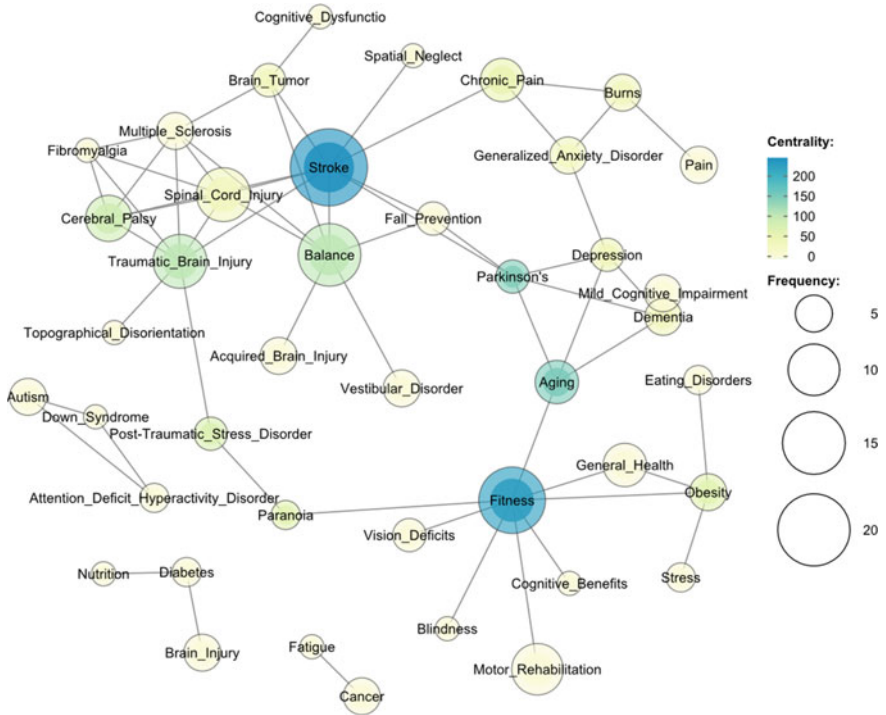 Cognitive_Dysfunctio
Spatial_Neglect
Brain_Tumor
Chronic_Pain
Burns
Multiple_Sclerosis
Fibromyalgia
Generalized_Anxiety_Disorder
Pain
Stroke
Spinal_Cord_Injury
Cerebral_Palsy
Fall_Prevention
Traumatic_Brain_Injury
Balance
Depression
Parkinson's
Mild_Cognitive_Impairment
Dementia
Topographical_Disorientation
Acquired_Brain_Injury
Vestibular_Disorder
Aging
Eating_Disorders
Autism
Down_Syndrome
Post-Traumatic_Stress_Disorder
General_Health
Attention_Deficit_Hyperactivity_Disorder
Paranoia
Fitness
Obesity
Vision_Deficits
Nutrition
Diabetes
Cognitive_Benefits
Stress
Blindness
Brain_Injury
Fatigue
Motor_Rehabilitation
Cancer
Centrality:
200
150
100
50
0
Frequency:
5
10
15
20